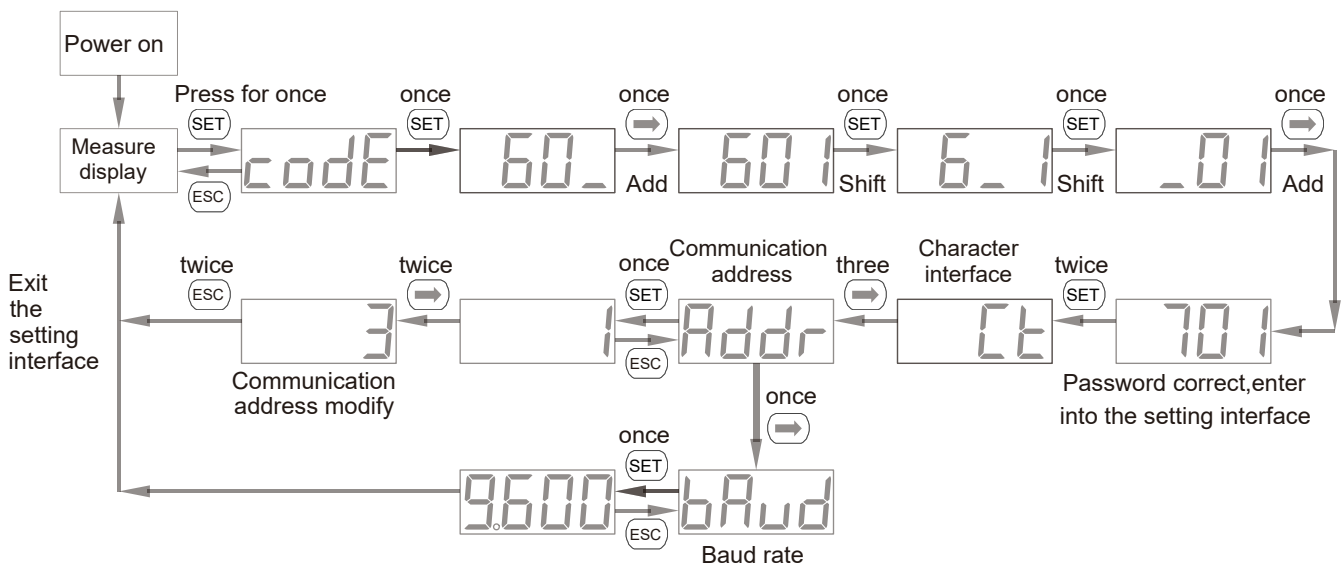 Power on
Press for once
once
once
once
once
once
SET
SET
SET
SET
Measure
display
codE
60_
601
6_1
_01
ESC
Add
Shift
Shift
Add
Exit
the
setting
interface
twice
twice
once
Communication
address
three
Character
interface
twice
ESC
SET
SET
3
1
Addr
Ct
701
ESC
Communication
address modify
Password correct,enter
into the setting interface
once
once
SET
9.600
bAud
ESC
Baud rate